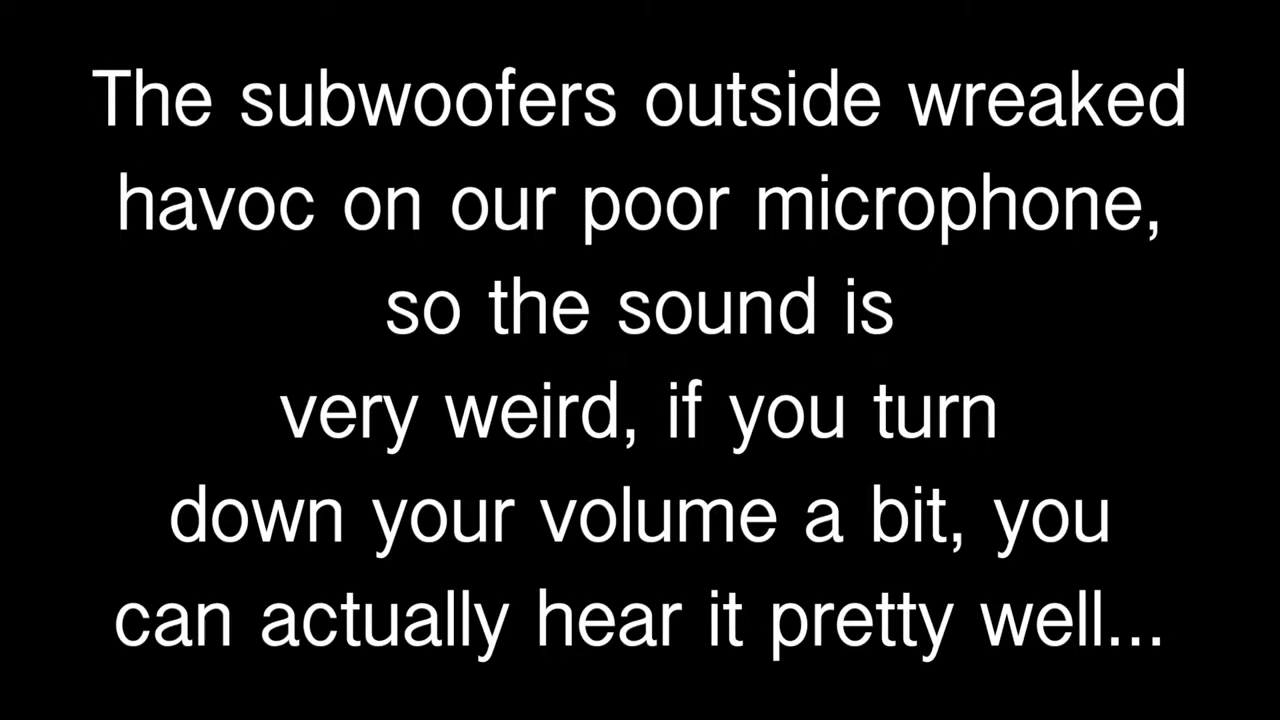 The subwoofers outside wreaked
havoc on our poor microphone,
so the sound is
very weird, if you turn
down your volume a bit, you
can actually hear it pretty well...